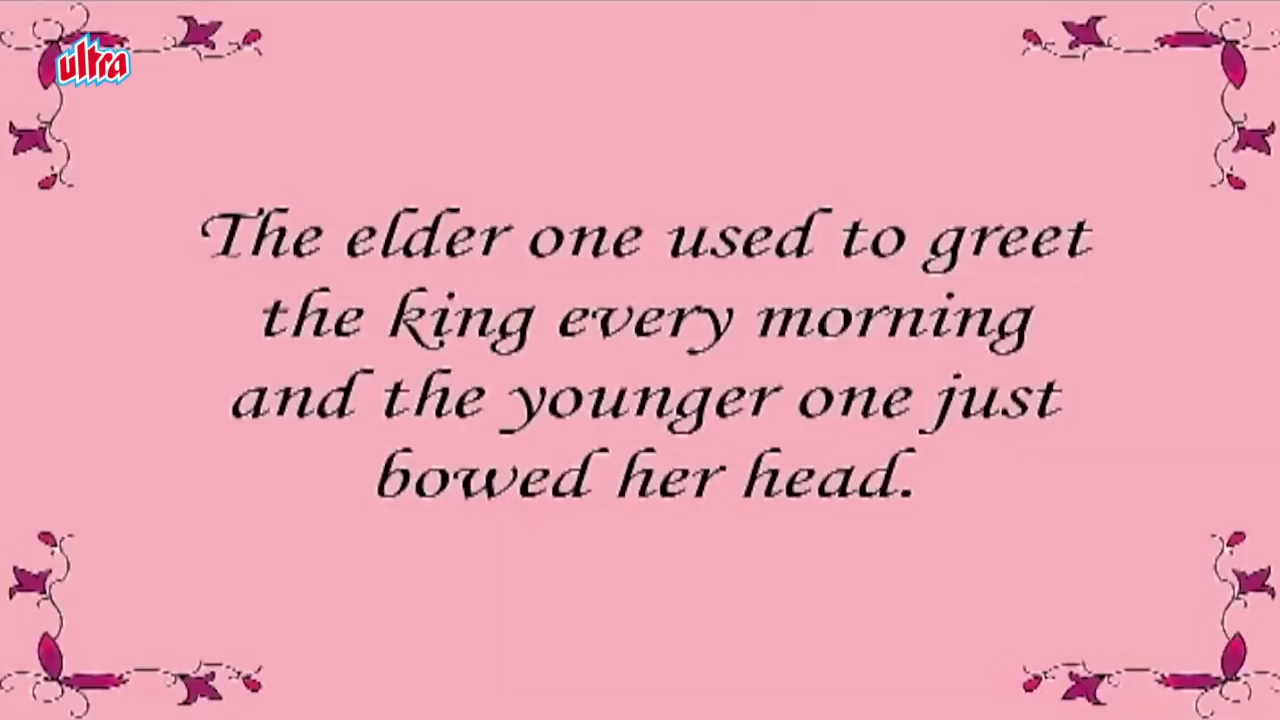 ultra
The elder one used to greet
the king every morning
and the younger one just
bowed her head.